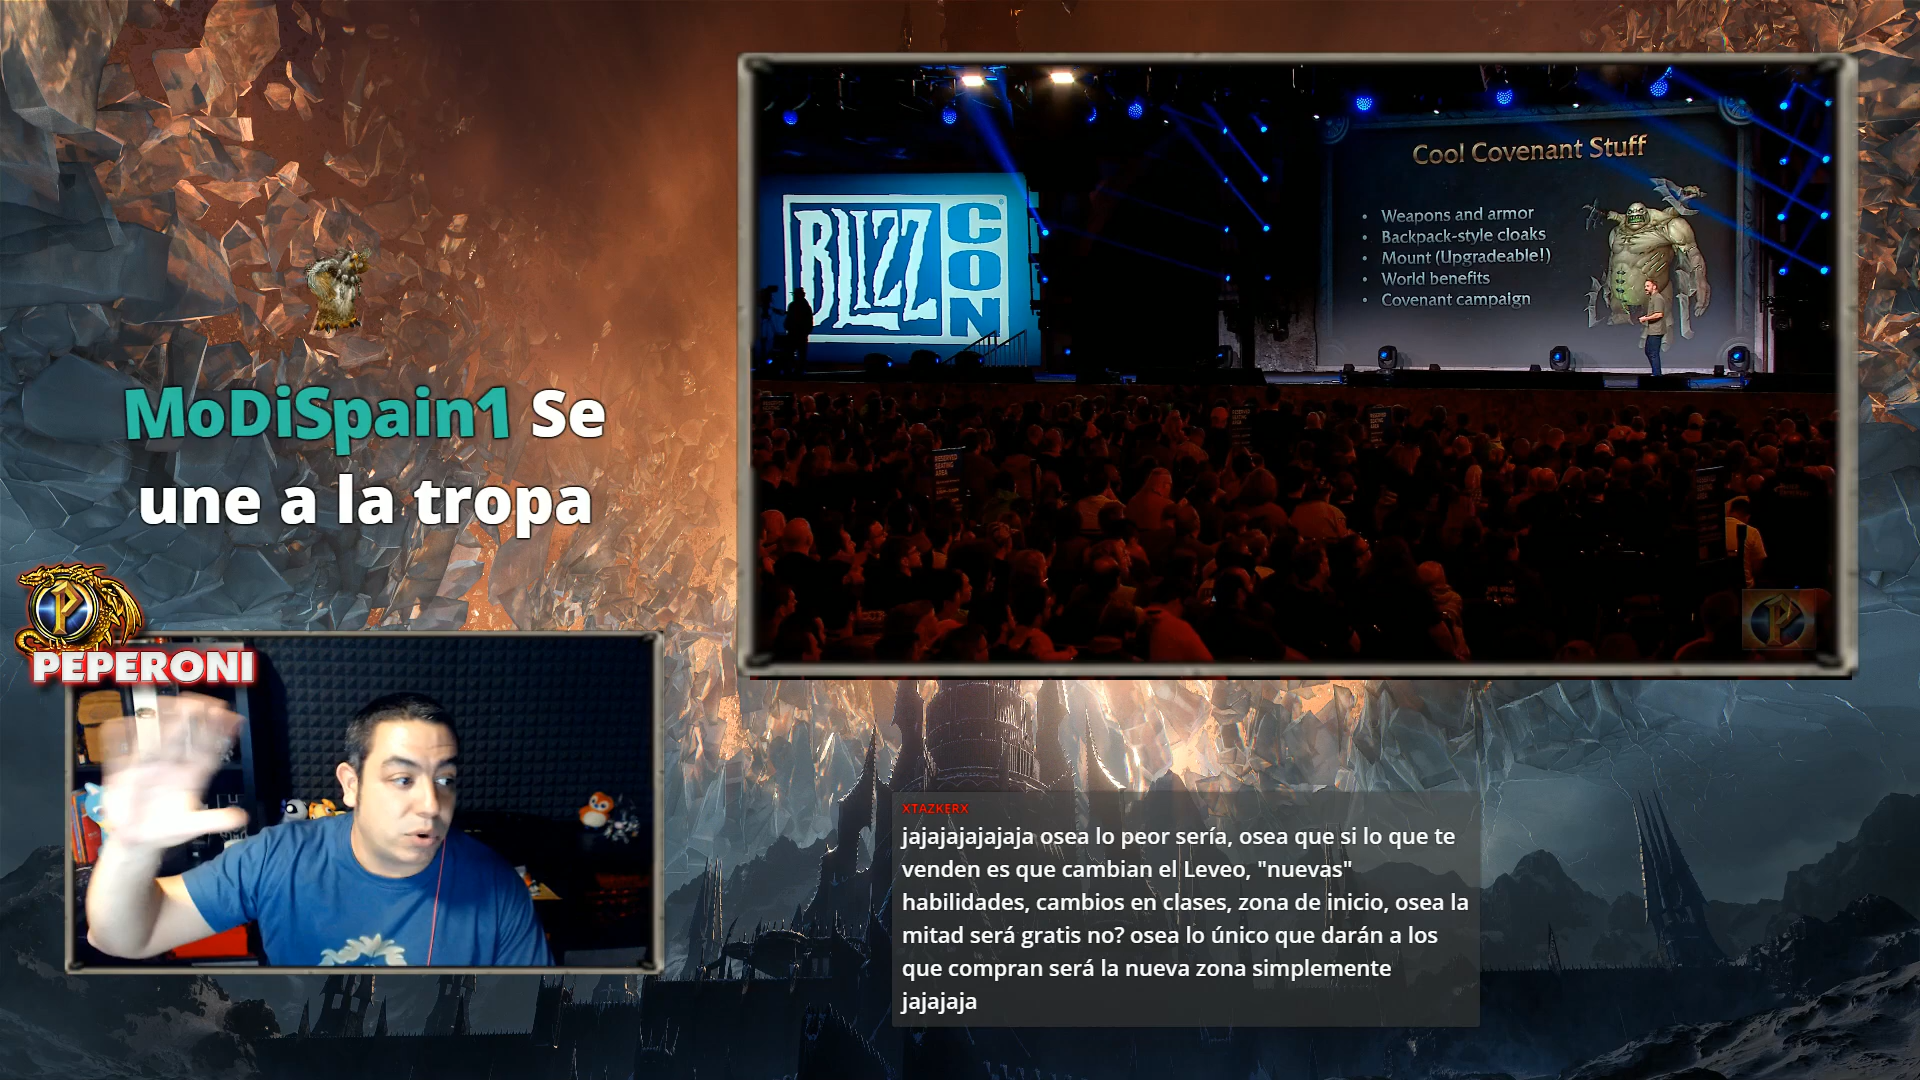 MoDiSpain1 Se
une a la tropa
PEPERONI
BLIZZ
CON
Cool Covenant Stuff
• Weapons and armor
• Backpack-style cloaks
• Mount (Upgradeable!)
• World benefits
• Covenant campaign
RESERVED
SEATING
AREA
XTAZKERX
jajajajajajaja osea lo peor sería, osea que si lo que te
venden es que cambian el Leveo, "nuevas"
habilidades, cambios en clases, zona de inicio, osea la
mitad será gratis no? osea lo único que darán a los
que compran será la nueva zona simplemente
jajajaja